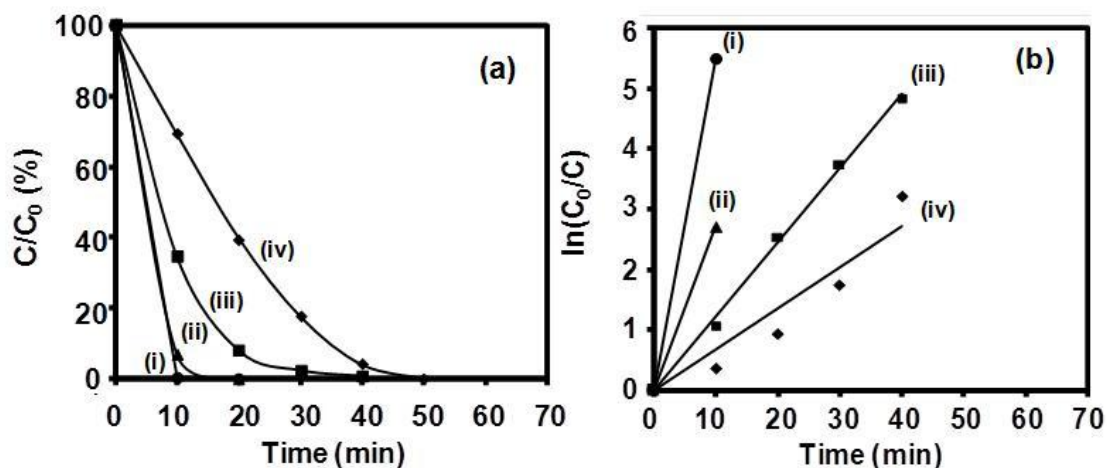 (a)
C/C₀ (%)
100
80
60
40
20
0
(i)
(ii)
(iii)
(iv)
0 10 20 30 40 50 60 70
Time (min)
(b)
ln(C₀/C)
6
5
4
3
2
1
0
(i)
(ii)
(iii)
(iv)
0 10 20 30 40 50 60 70
Time (min)